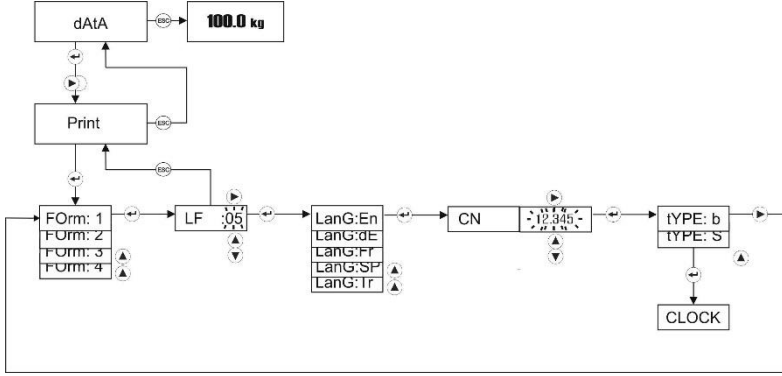 dAtA
ESC
100.0 kg
Print
ESC
ESC
FOrm: 1
FOrm: 2
FOrm: 3
FOrm: 4
LF :05
LanG:En
LanG:dE
LanG:Fr
LanG:SP
LanG:Tr
CN 12.345
tYPE: b
tYPE: S
CLOCK